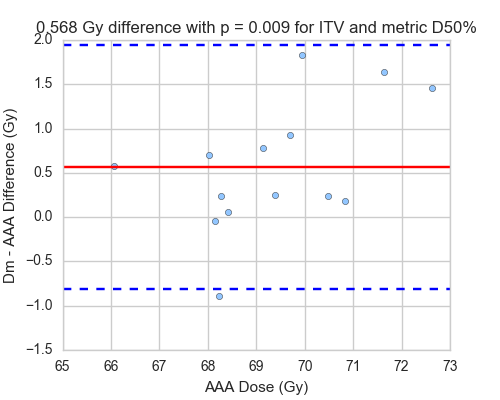 0.568 Gy difference with p = 0.009 for ITV and metric D50%
2.0
1.5
1.0
0.5
0.0
−0.5
−1.0
−1.5
Dm - AAA Difference (Gy)
65 66 67 68 69 70 71 72 73
AAA Dose (Gy)